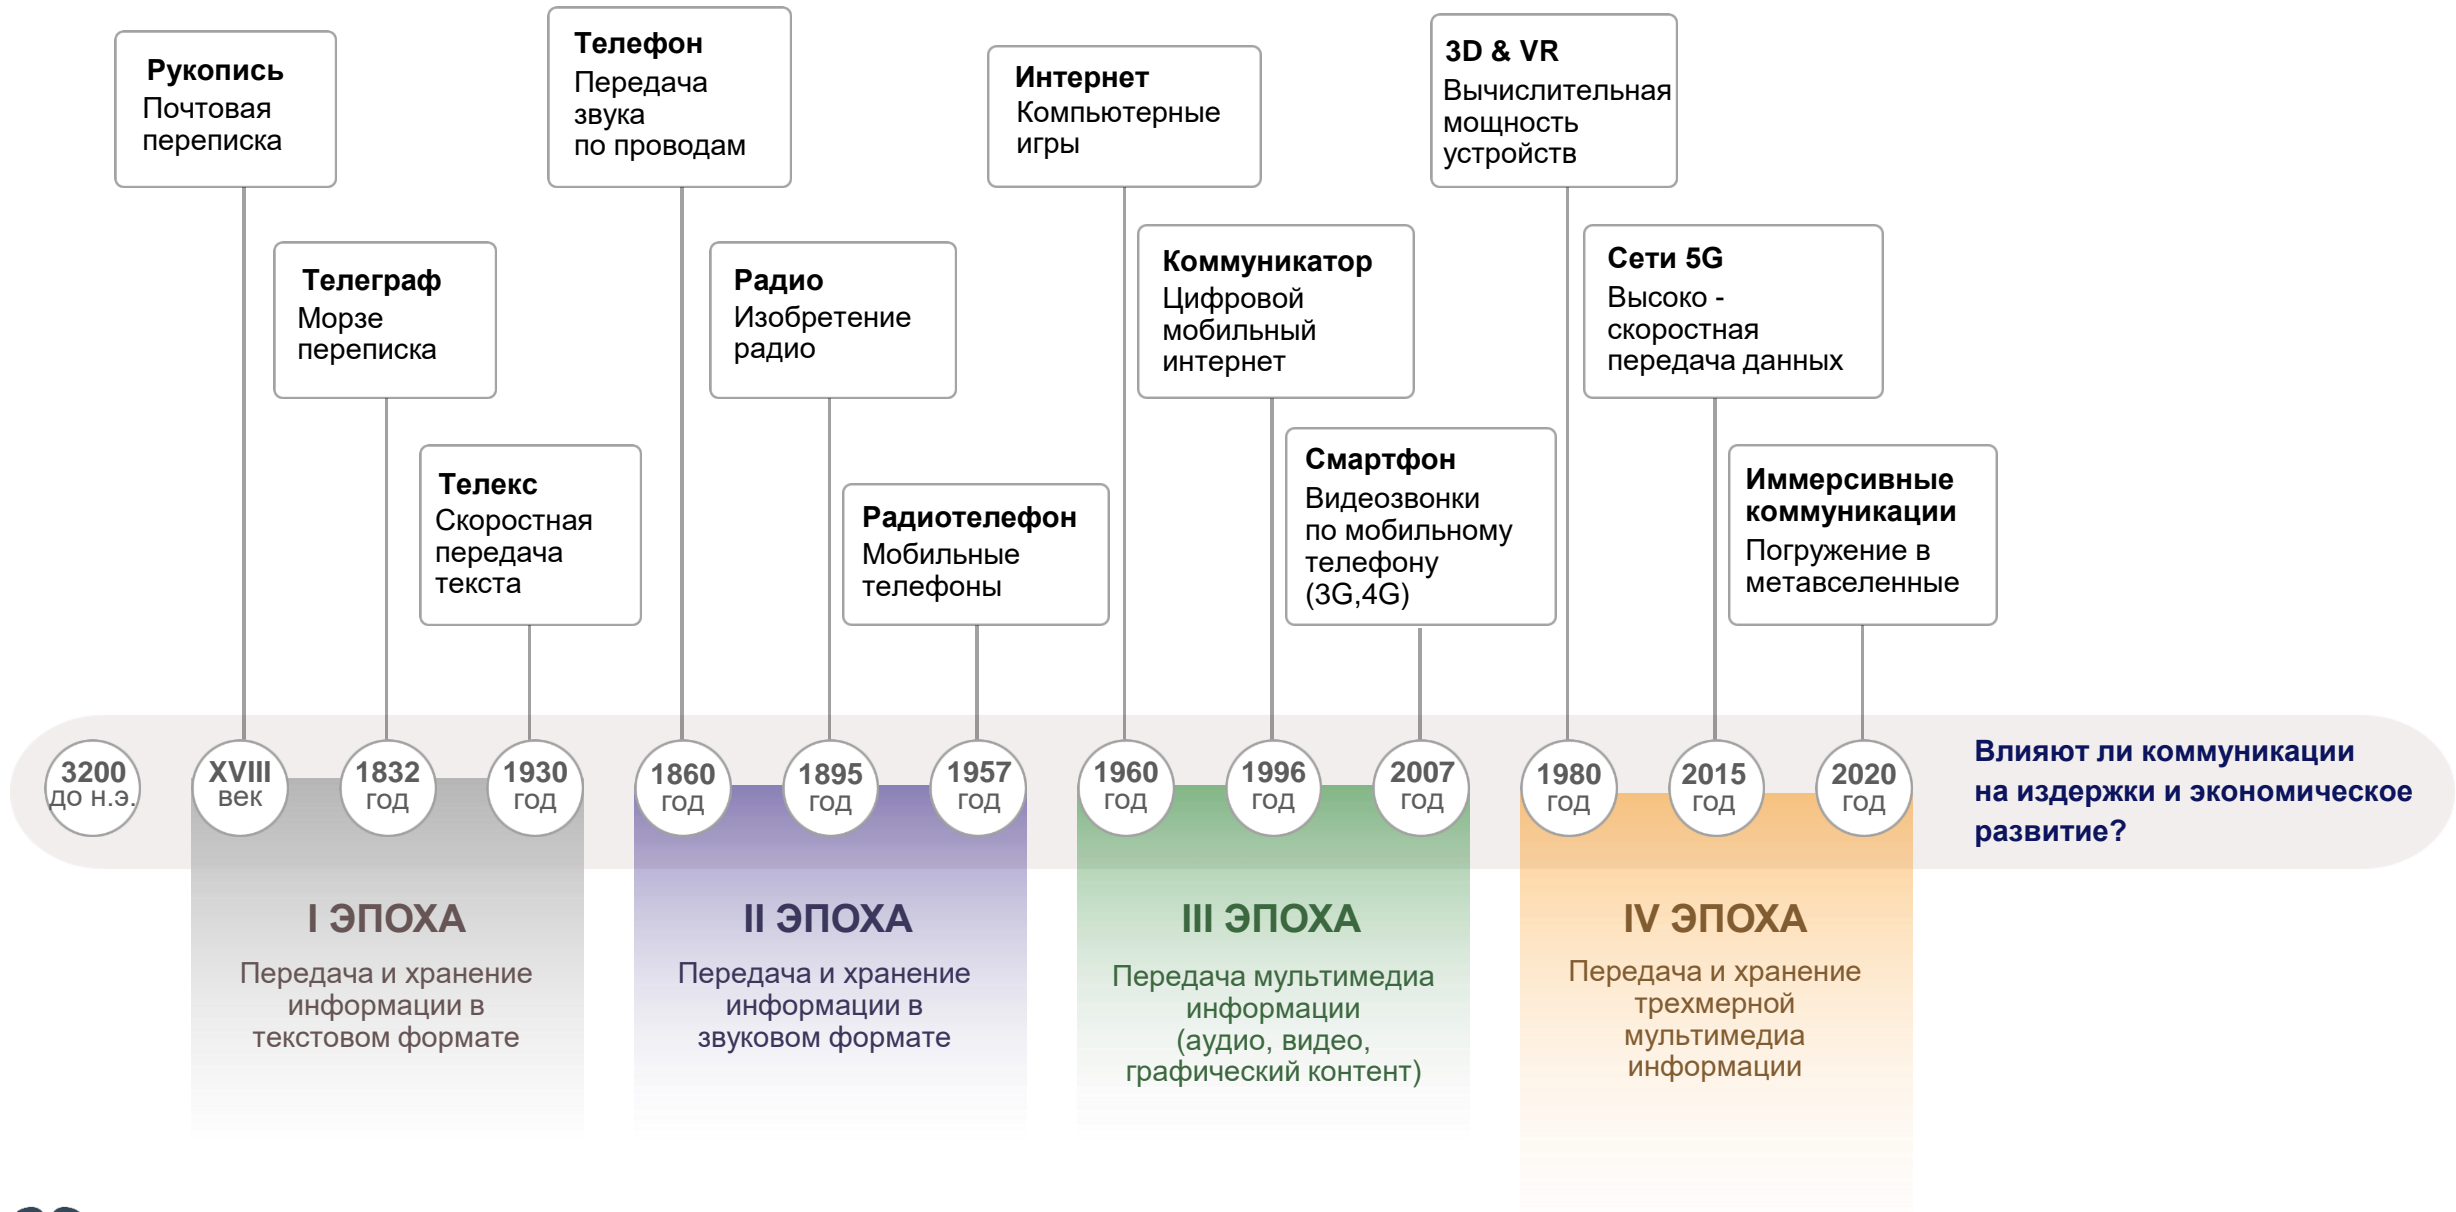 Рукопись
Почтовая
переписка
Телеграф
Морзе
переписка
Телекс
Скоростная
передача
текста
Телефон
Передача
звука
по проводам
Радио
Изобретение
радио
Радиотелефон
Мобильные
телефоны
Интернет
Компьютерные
игры
Коммуникатор
Цифровой
мобильный
интернет
Смартфон
Видеозвонки
по мобильному
телефону
(3G,4G)
3D & VR
Вычислительная
мощность
устройств
Сети 5G
Высоко -
скоростная
передача данных
Иммерсивные
коммуникации
Погружение в
метавселенные
3200
до н.э.
XVIII
век
1832
год
1930
год
1860
год
1895
год
1957
год
1960
год
1996
год
2007
год
1980
год
2015
год
2020
год
Влияют ли коммуникации
на издержки и экономическое
развитие?
I ЭПОХА
Передача и хранение
информации в
текстовом формате
II ЭПОХА
Передача и хранение
информации в
звуковом формате
III ЭПОХА
Передача мультимедиа
информации
(аудио, видео,
графический контент)
IV ЭПОХА
Передача и хранение
трехмерной
мультимедиа
информации